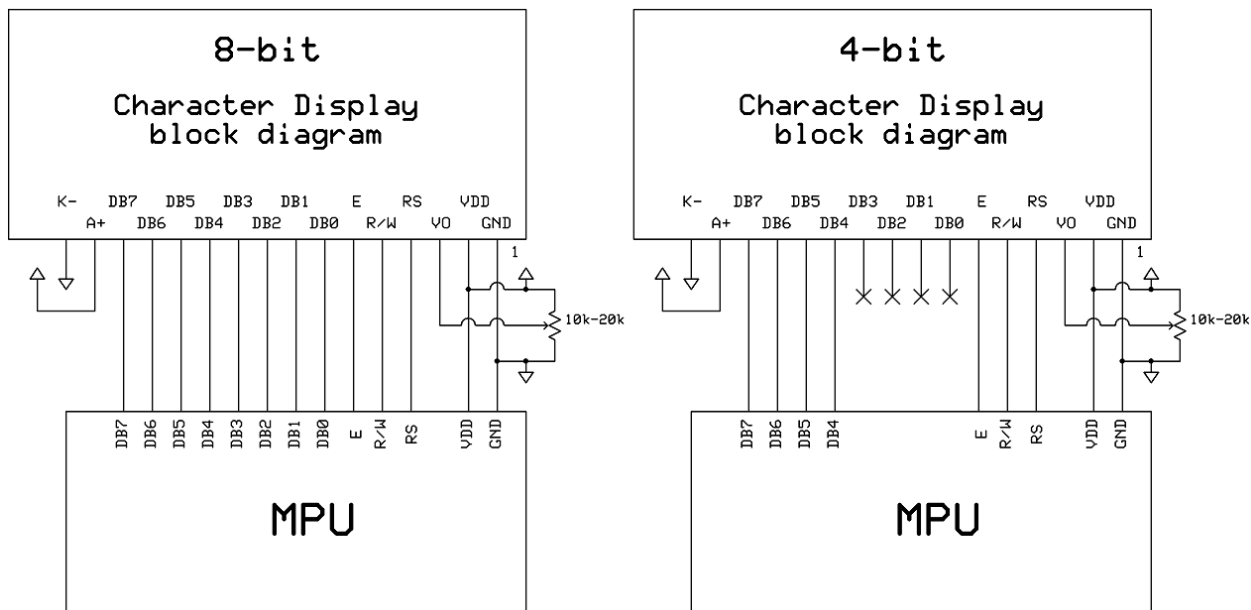 8-bit
Character Display
block diagram
K- DB7 DB5 DB3 DB1 E RS VDD
A+ DB6 DB4 DB2 DB0 R/W VO GND
1
10k-20k
DB7 DB6 DB5 DB4 DB3 DB2 DB1 DB0 E R/W RS VDD GND
MPU
4-bit
Character Display
block diagram
K- DB7 DB5 DB3 DB1 E RS VDD
A+ DB6 DB4 DB2 DB0 R/W VO GND
1
10k-20k
DB7 DB6 DB5 DB4 E R/W RS VDD GND
MPU